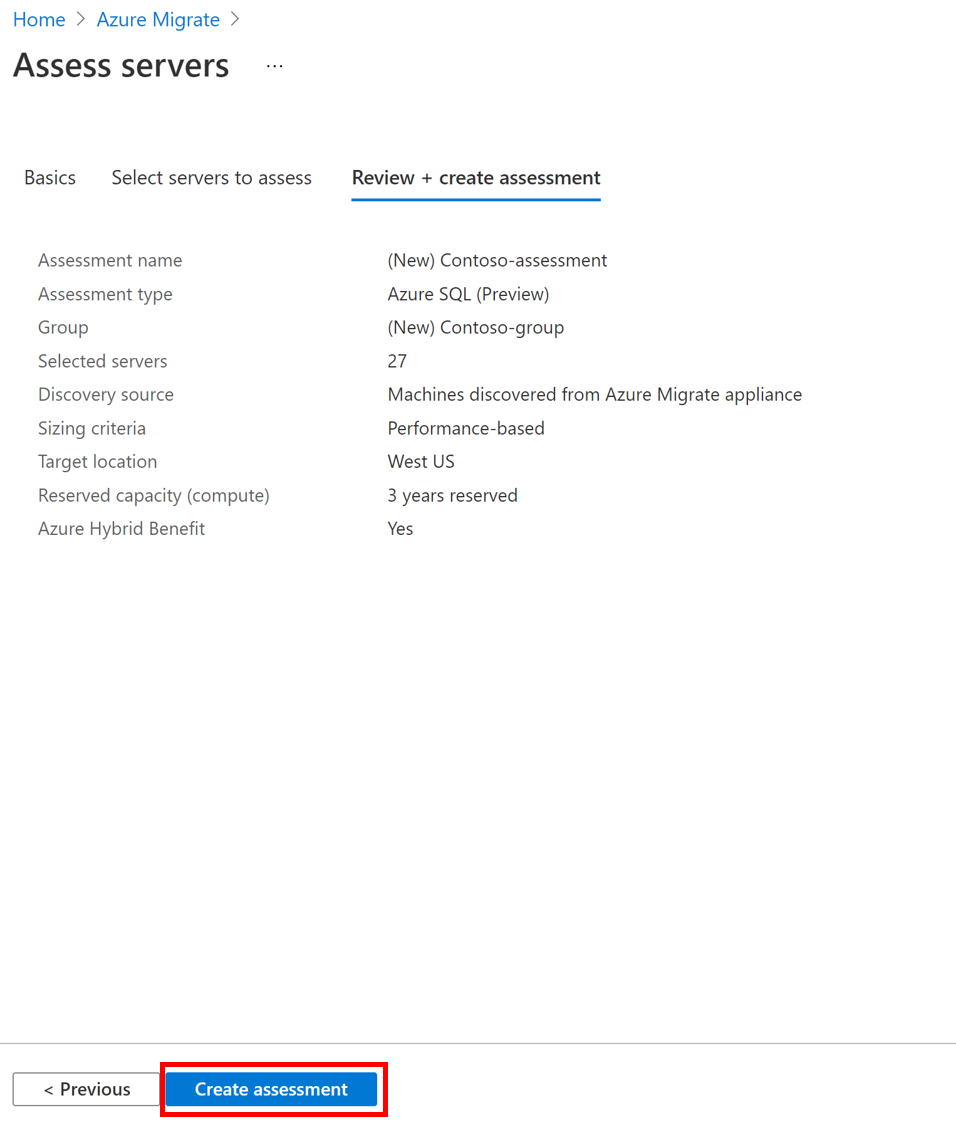 Home > Azure Migrate >
Assess servers ...
Basics Select servers to assess Review + create assessment
Assessment name (New) Contoso-assessment
Assessment type Azure SQL (Preview)
Group (New) Contoso-group
Selected servers 27
Discovery source Machines discovered from Azure Migrate appliance
Sizing criteria Performance-based
Target location West US
Reserved capacity (compute) 3 years reserved
Azure Hybrid Benefit Yes
< Previous Create assessment